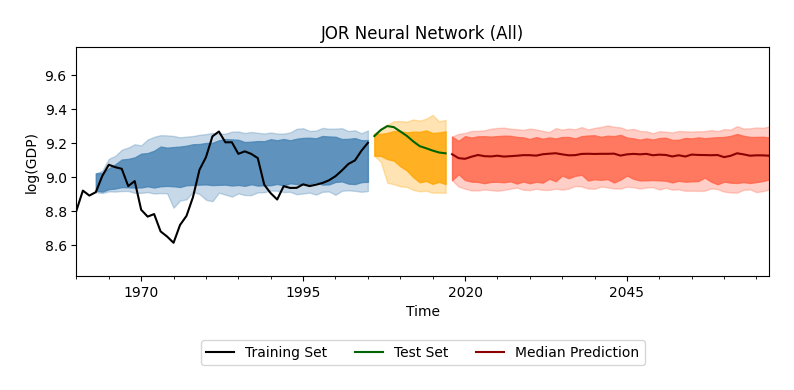 JOR Neural Network (All)
log(GDP)
9.6
9.4
9.2
9.0
8.8
8.6
1970
1995
2020
2045
Time
Training Set
Test Set
Median Prediction